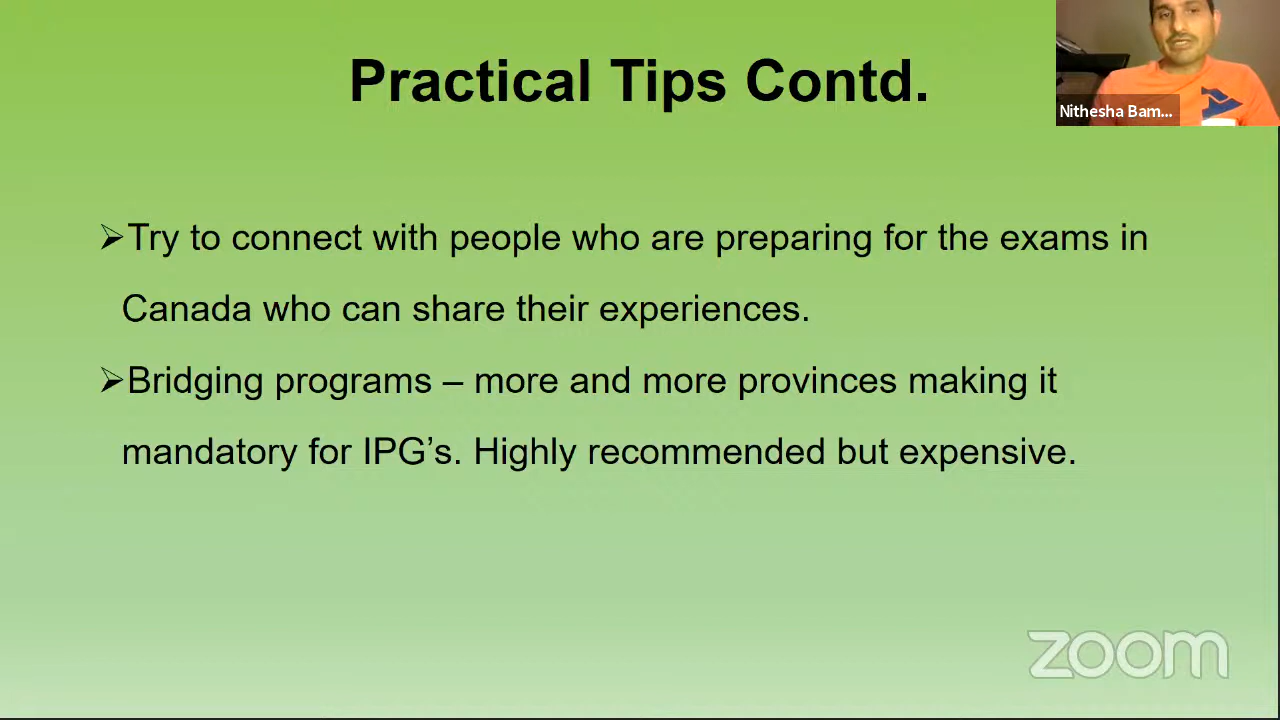 Practical Tips Contd.
Nithesha Bam...
➢Try to connect with people who are preparing for the exams in
Canada who can share their experiences.
➢Bridging programs – more and more provinces making it
mandatory for IPG’s. Highly recommended but expensive.
zoom